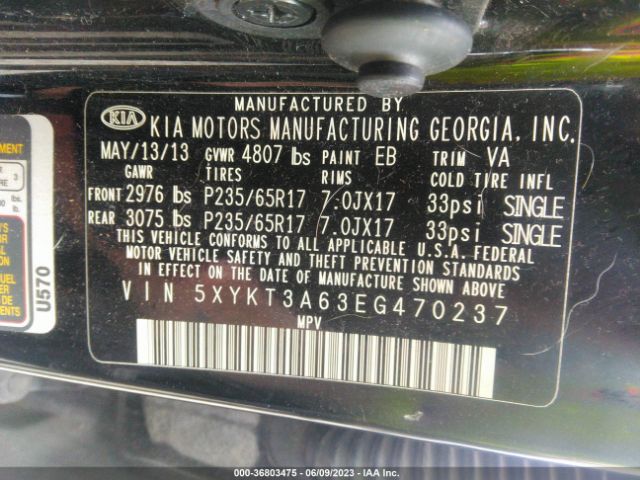 MANUFACTURED BY
KIA KIA MOTORS MANUFACTURING GEORGIA. INC.
MAY/13/13 GVWR 4807 lbs PAINT EB TRIM VA
GAWR TIRES RIMS COLD TIRE INFL
FRONT 2976 lbs P235/65R17 7.0JX17 33psi SINGLE
REAR 3075 lbs P235/65R17 7.0JX17 33psi SINGLE
THIS VEHICLE CONFORMS TO ALL APPLICABLE U.S.A. FEDERAL
MOTOR VEHICLE SAFETY AND THEFT PREVENTION STANDARDS
IN EFFECT ON THE DATE OF MANUFACTURE SHOWN ABOVE.
VIN 5XYKT3A63EG470237
MPV
U570
3
000-36803475 - 06/09/2023 - IAA Inc.